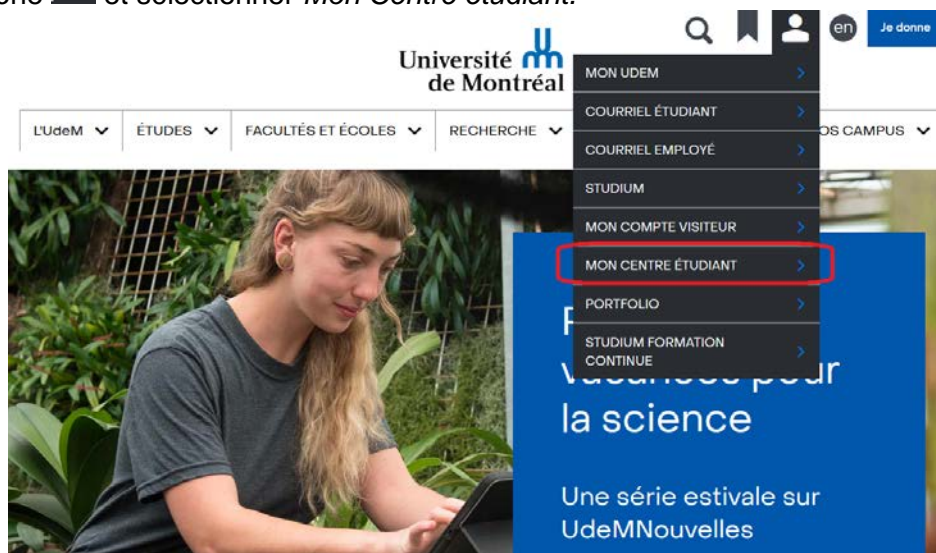 et sélectionner Mon Centre étudiant.
en
Je donne
Université
de Montréal
L'UdeM
ÉTUDES
FACULTÉS ET ÉCOLES
RECHERCHE
OS CAMPUS
MON UDEM
COURRIEL ÉTUDIANT
COURRIEL EMPLOYÉ
STUDIUM
MON COMPTE VISITEUR
MON CENTRE ÉTUDIANT
PORTFOLIO
STUDIUM FORMATION
CONTINUE
pour
la science
Une série estivale sur
UdeMNouvelles